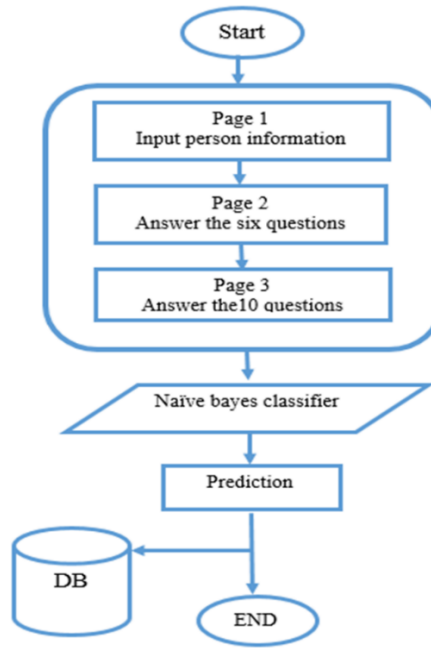 Start
Page 1
Input person information
Page 2
Answer the six questions
Page 3
Answer the10 questions
Naïve bayes classifier
Prediction
DB
END